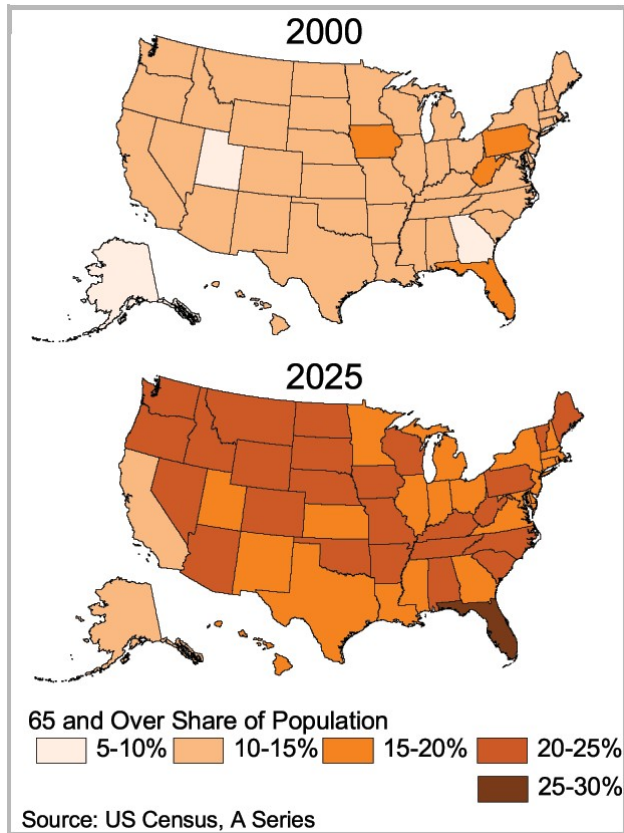 2000
2025
65 and Over Share of Population
5-10% 10-15% 15-20% 20-25%
25-30%
Source: US Census, A Series